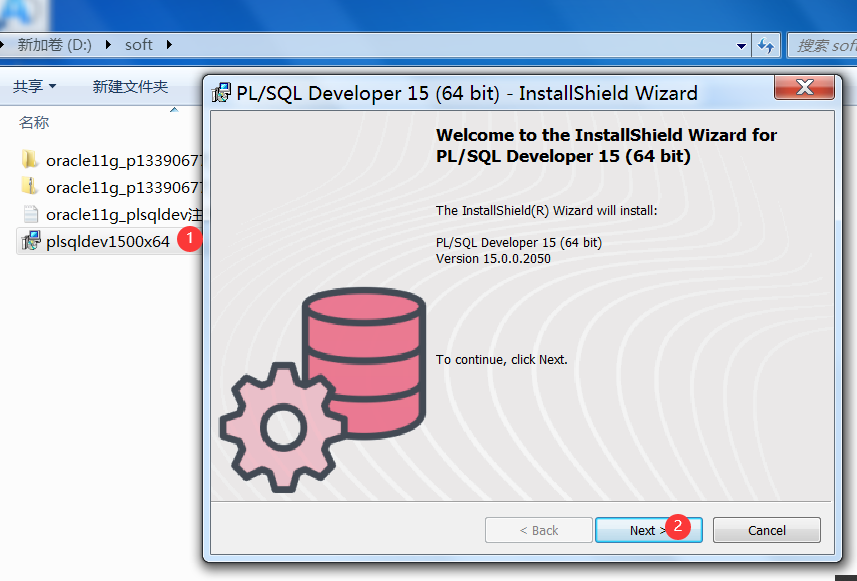 新加卷 (D:) soft 搜索 soft
共享 新建文件夹
名称
oracle11g_p1339067
oracle11g_p1339067
oracle11g_plsqldev注
plsqldev1500x64 1
PL/SQL Developer 15 (64 bit) - InstallShield Wizard
Welcome to the InstallShield Wizard for
PL/SQL Developer 15 (64 bit)
The InstallShield(R) Wizard will install:
PL/SQL Developer 15 (64 bit)
Version 15.0.0.2050
To continue, click Next.
< Back Next > 2 Cancel